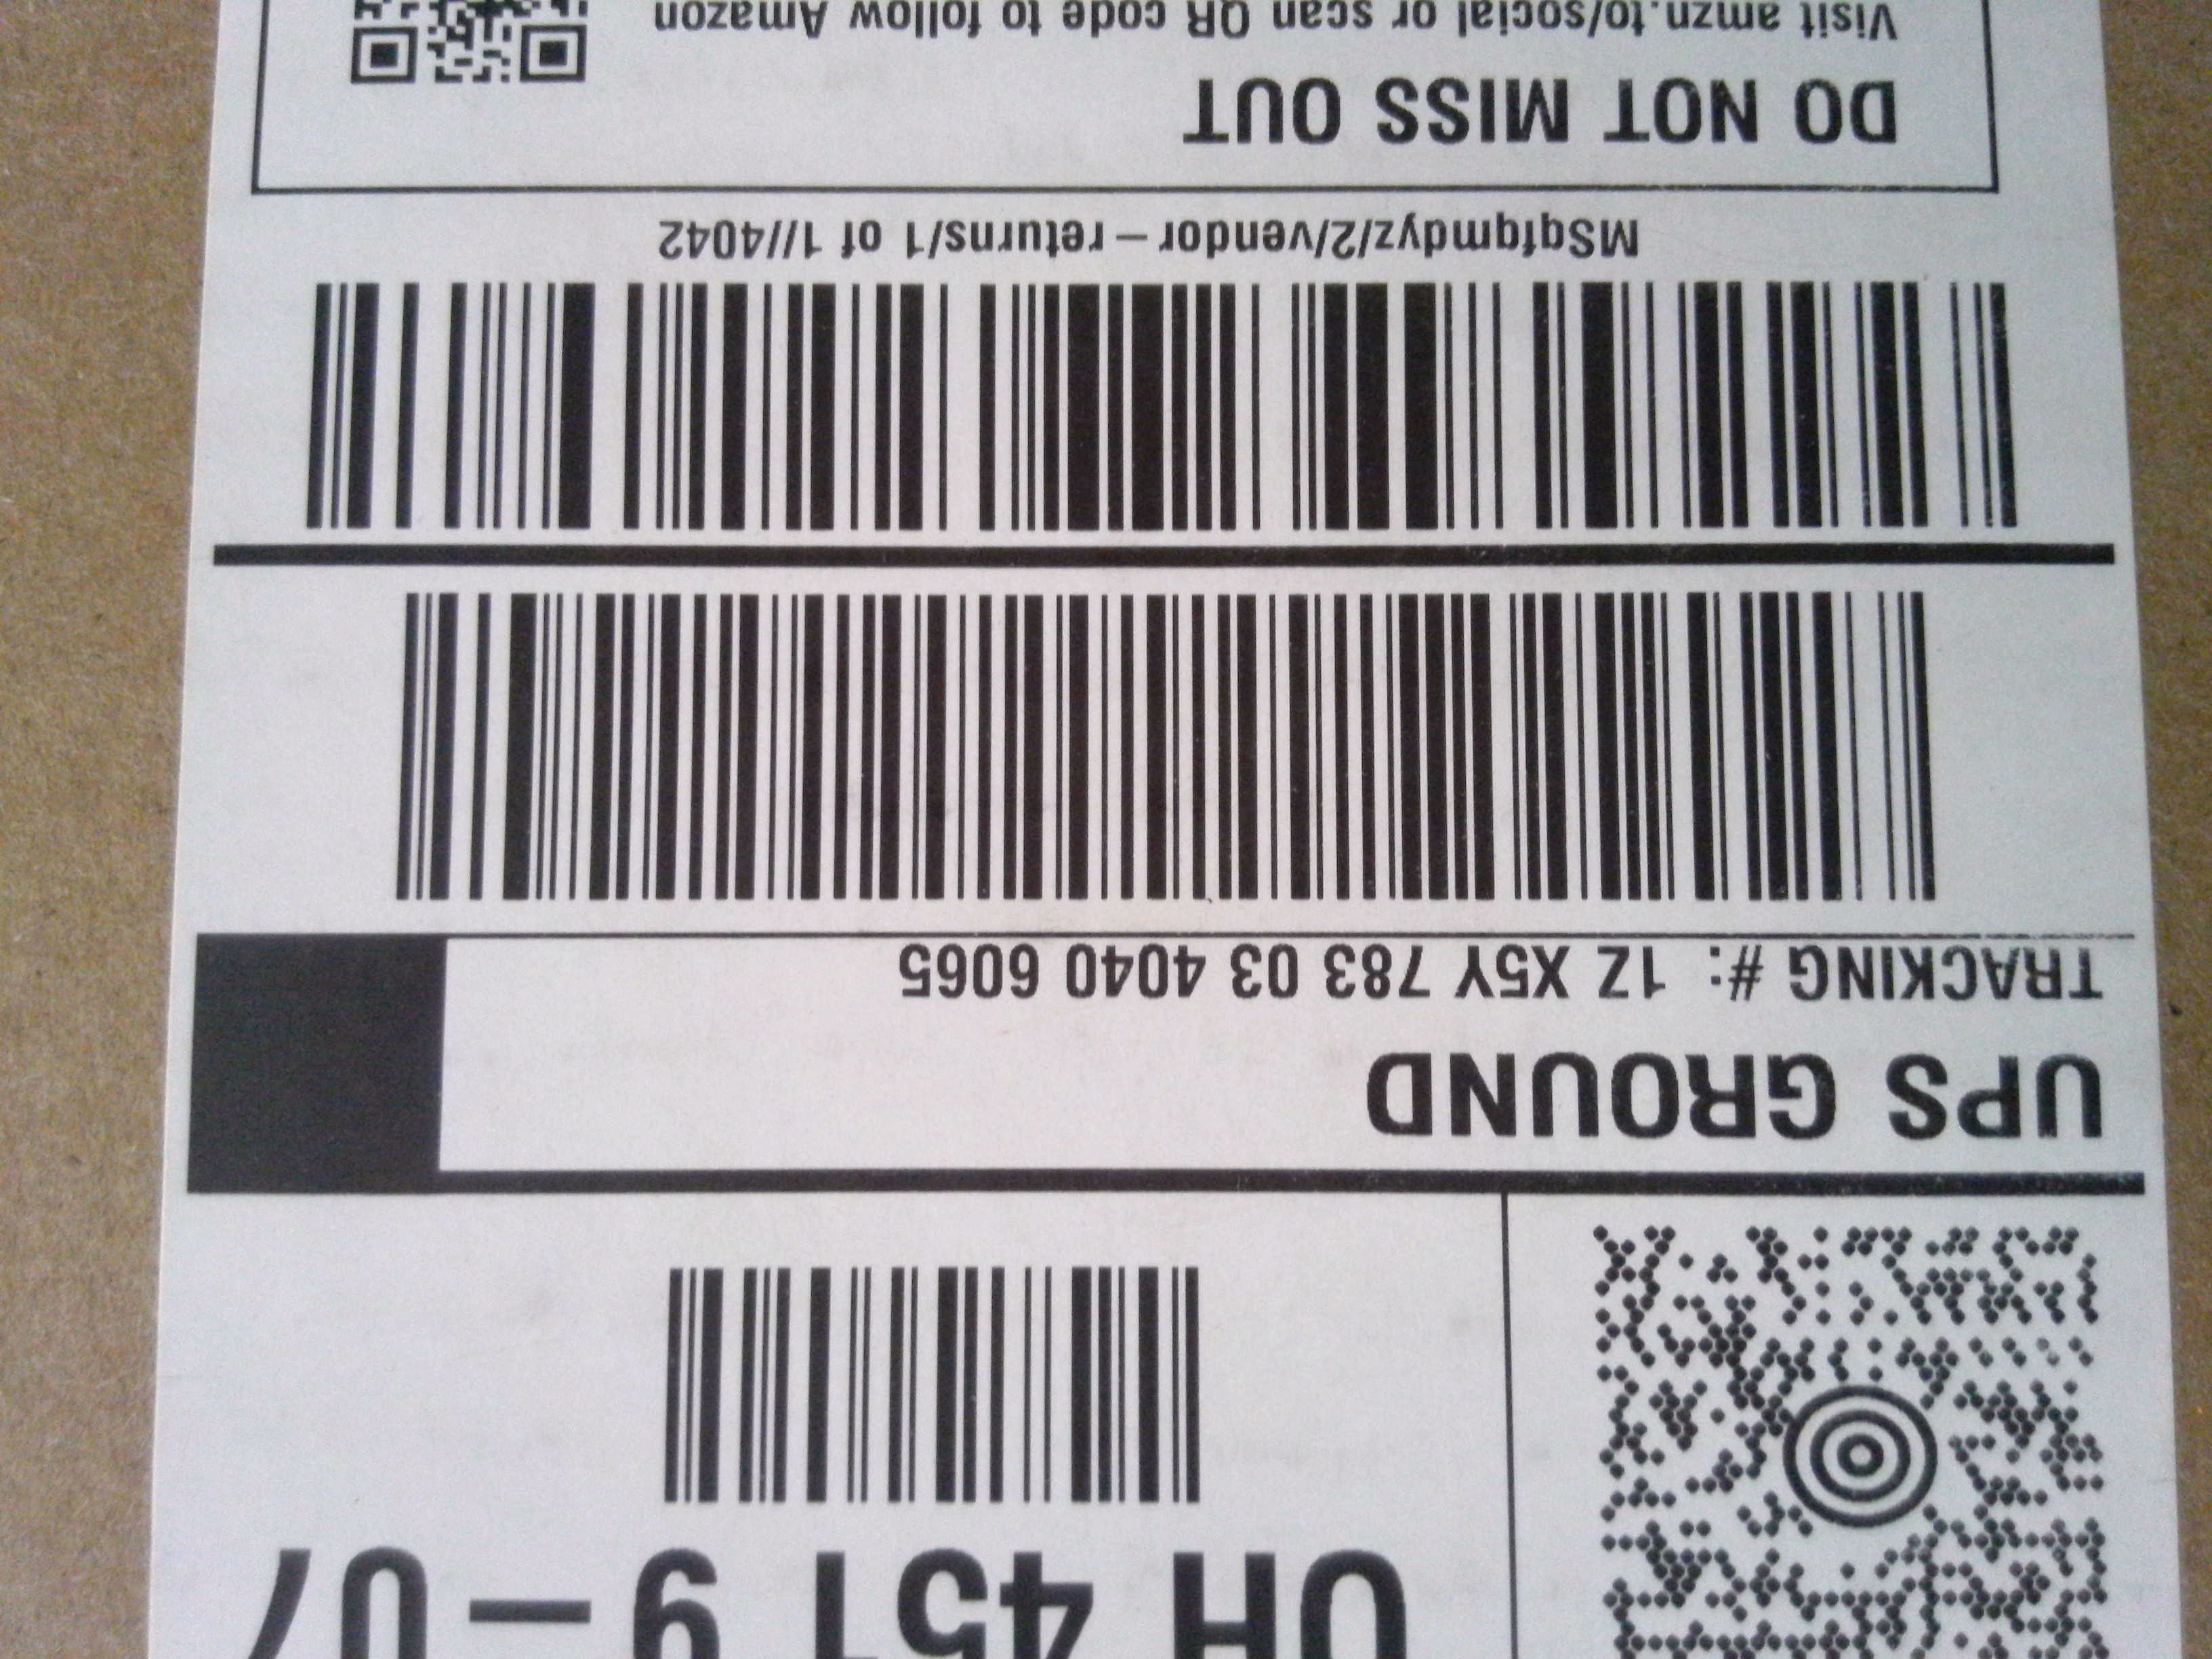 OH 451 9-07
UPS GROUND
TRACKING #: 1Z X5Y 783 03 4040 6065
MSqfqmdyz/2/vendor-returns/1 of 1//4042
DO NOT MISS OUT
Visit amzn.to/social or scan QR code to follow Amazon